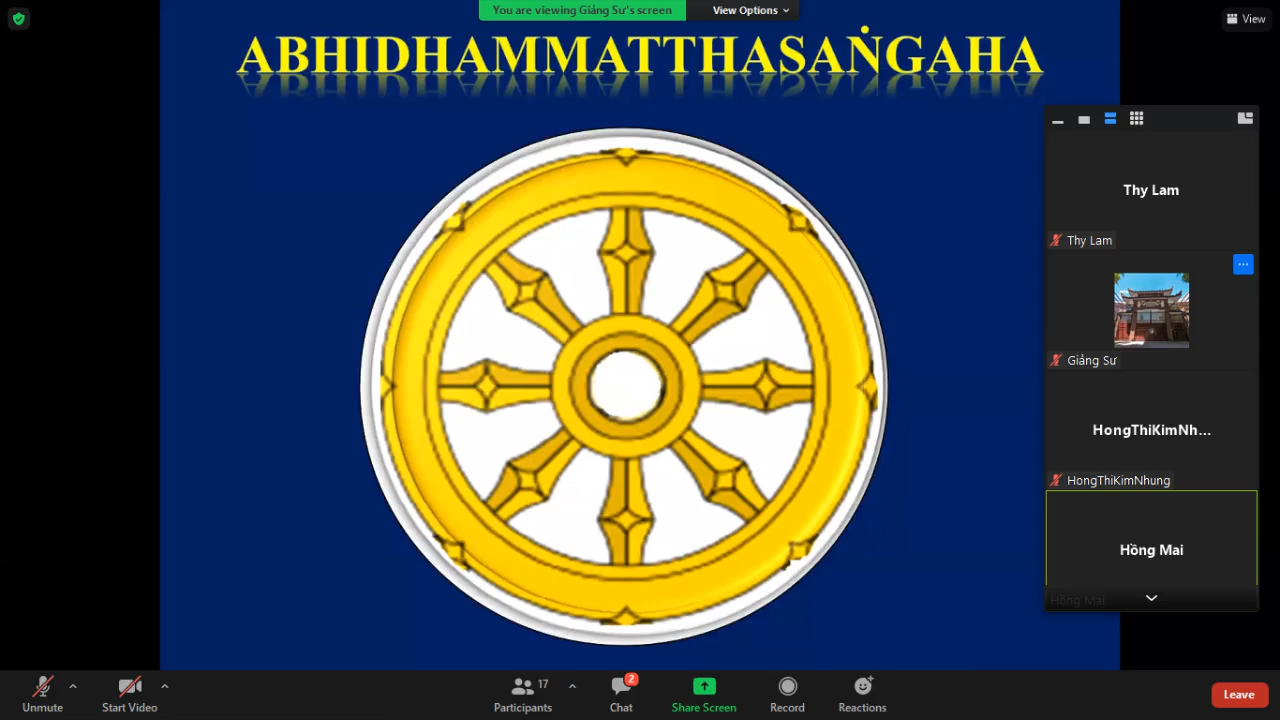 You are viewing Giảng Sư's screen
View Options
View
ABHIDHAMMATTHASAṄGAHA
Thy Lam
Thy Lam
Giảng Sư
HongThiKimNh...
HongThiKimNhung
Hồng Mai
Hồng Mai
Unmute
Start Video
Participants
17
Chat
2
Share Screen
Record
Reactions
Leave